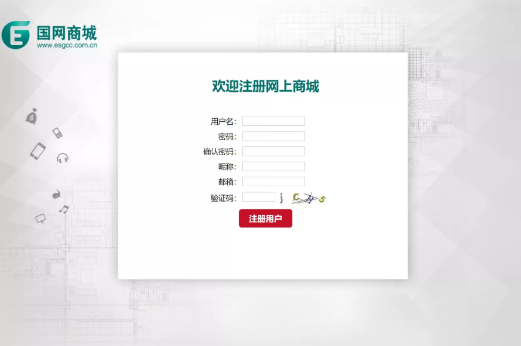 国网商城
www.esgcc.com.cn
欢迎注册网上商城
用户名：
密码：
确认密码：
昵称：
邮箱：
验证码：
注册用户